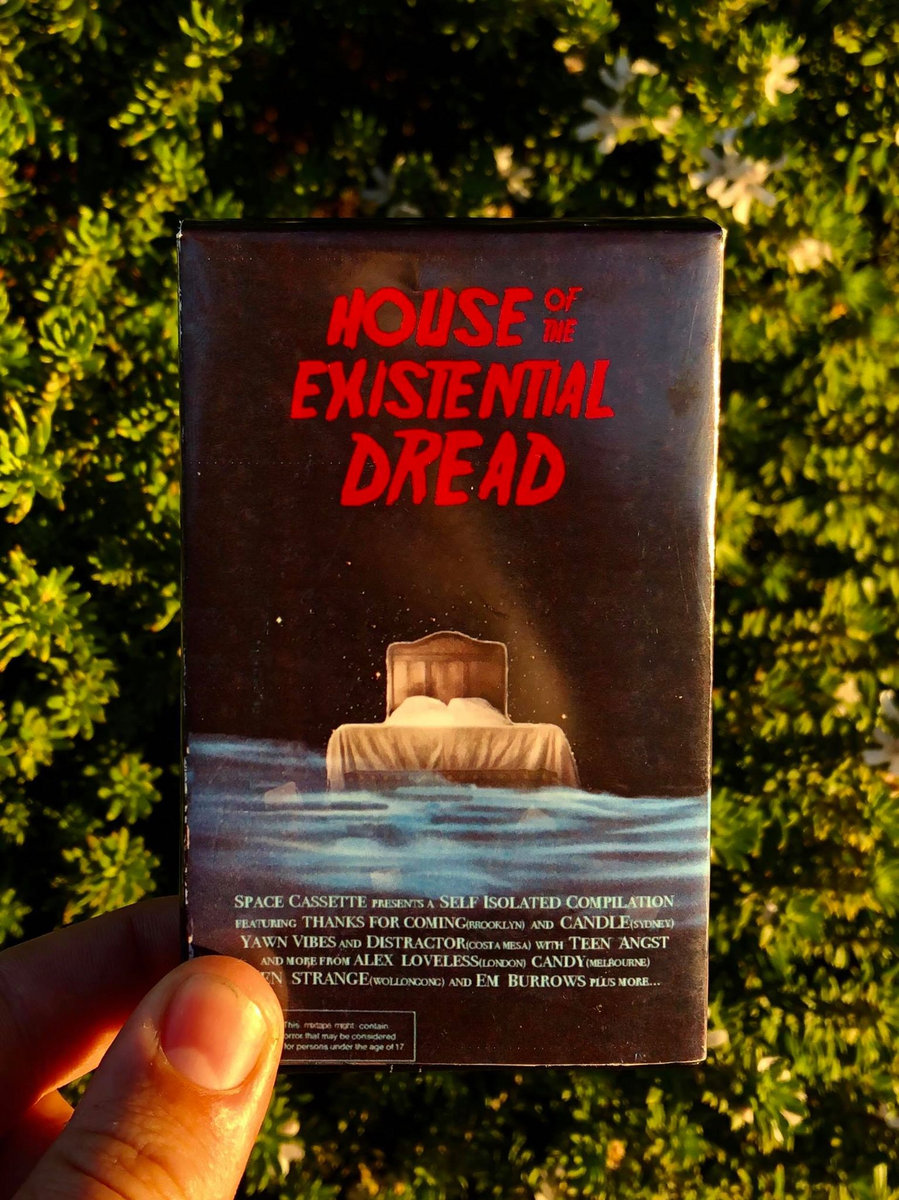 HOUSE OF THE
EXISTENTIAL
DREAD
SPACE CASSETTE PRESENTS A SELF ISOLATED COMPILATION
FEATURING THANKS FOR COMING(BROOKLYN) AND CANDLE(SYDNEY)
YAWN VIBES AND DISTRACTOR(COSTA MESA) WITH TEEN ANGST
AND MORE FROM ALEX LOVELESS(LONDON) CANDY(MELBOURNE)
STRANGE(WOLLONGONG) AND EM BURROWS PLUS MORE...
This mixtape might contain
that may be considered
for persons under the age of 17